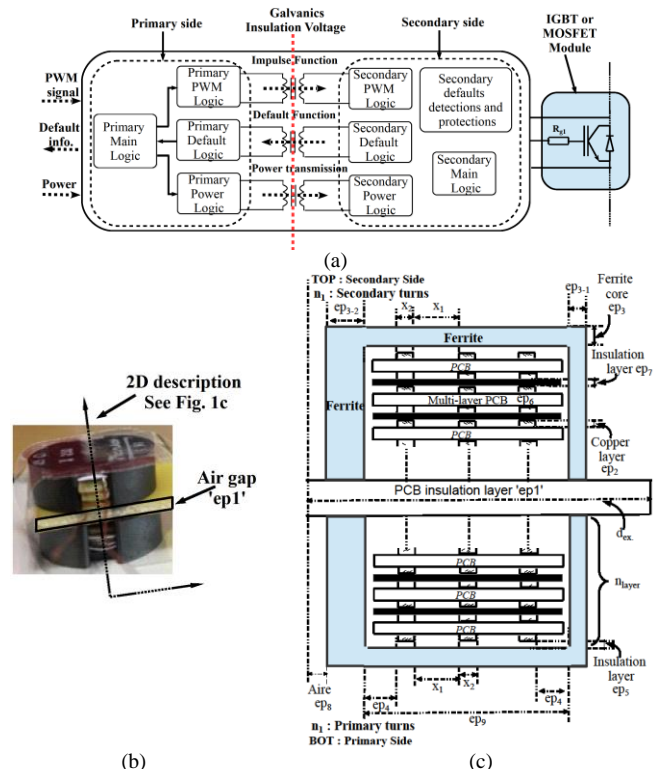 Galvanics
Insulation Voltage
Primary side
Secondary side
IGBT or
MOSFET
Module
Impulse Function
PWM
signal
Default
info.
Power
Primary
PWM
Logic
Secondary
PWM
Logic
Secondary
defaults
detections and
protections
Default Function
Primary
Main Logic
Primary
Default Logic
Secondary
Default
Logic
Rg1
Power transmission
Primary
Power
Logic
Secondary
Power
Logic
Secondary
Main
Logic
(a)
TOP : Secondary Side
n1 : Secondary turns
ep3-1
Ferrite
core
ep3
ep3-2
x2
x1
Ferrite
Insulation
layer ep7
PCB
Ferrite
Multi-layer PCB
ep6
PCB
Copper
layer
ep2
PCB insulation layer 'ep1'
dex.
PCB
PCB
PCB
nlayer
Insulation
layer
ep5
Aire
ep8
ep4
x1
x2
ep4
ep9
n1 : Primary turns
BOT : Primary Side
2D description
See Fig. 1c
Air gap
'ep1'
(b)
(c)